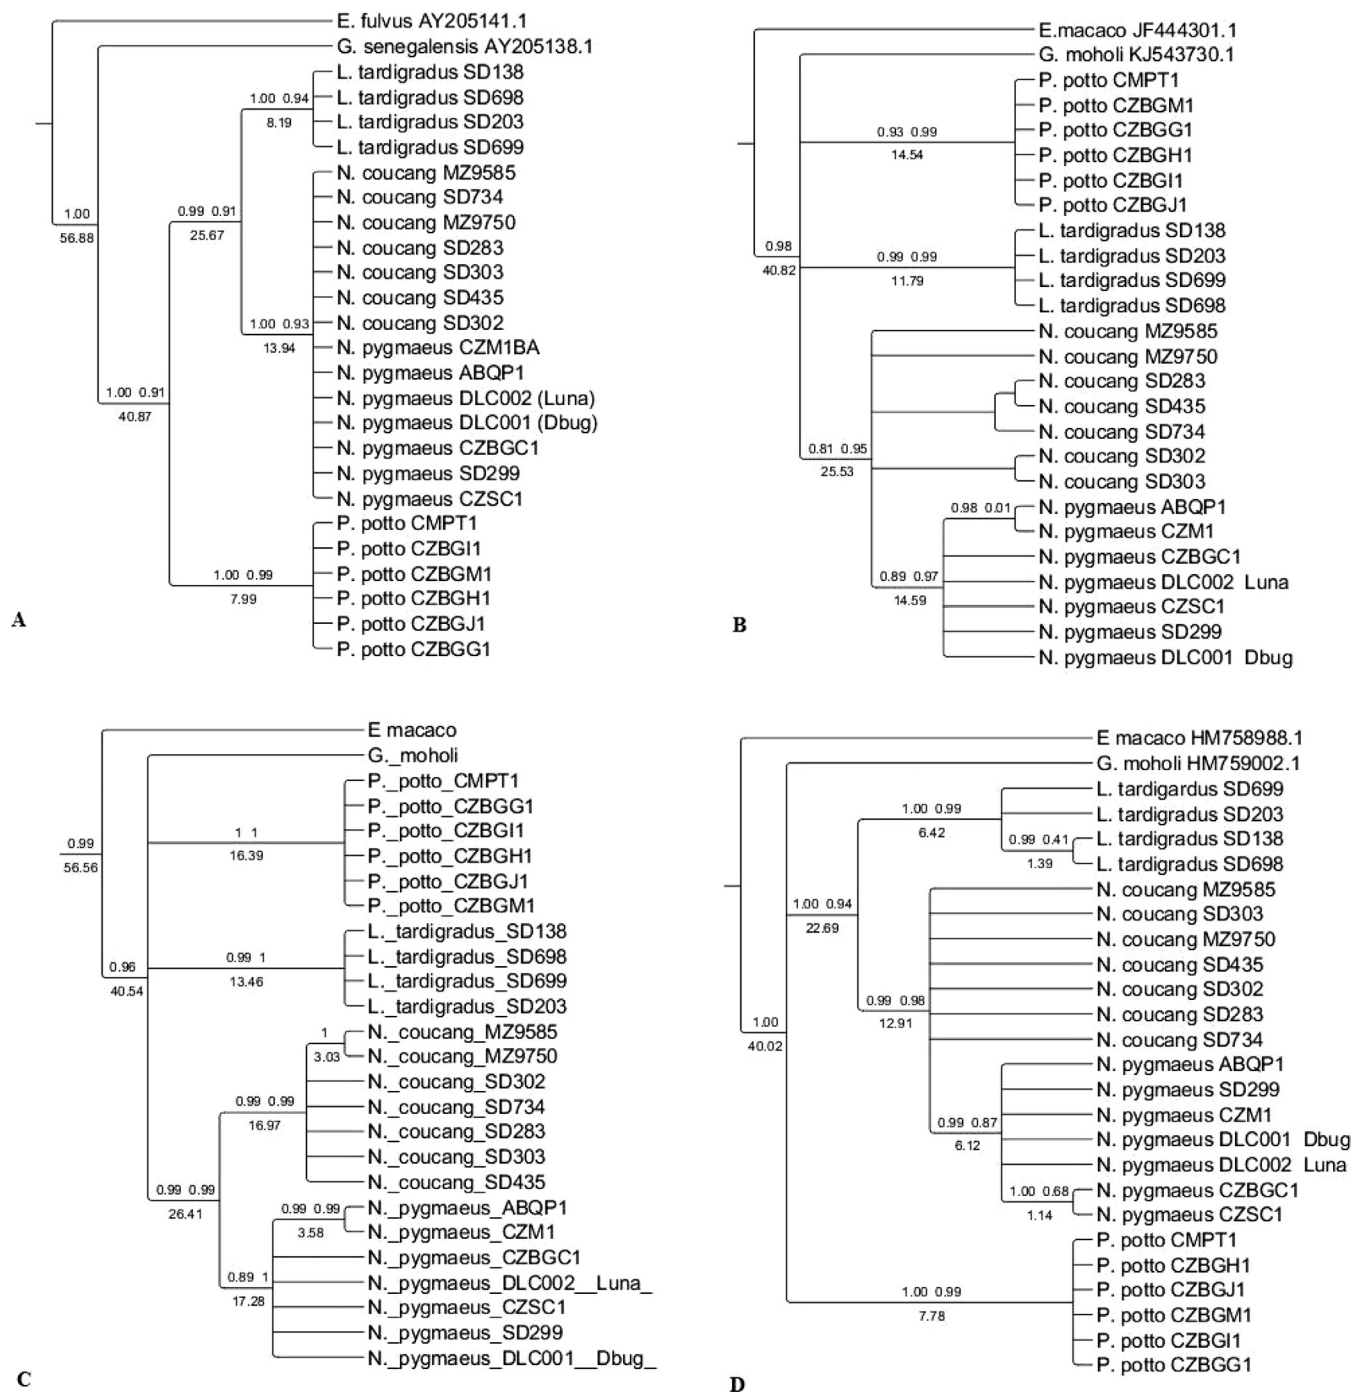 E. fulvus AY205141.1
G. senegalensis AY205138.1
L. tardigradus SD138
1.00 0.94
L. tardigradus SD698
8.19
L. tardigradus SD203
L. tardigradus SD699
N. coucang MZ9585
N. coucang SD734
1.00
0.99 0.91
N. coucang MZ9750
56.88
25.67
N. coucang SD283
N. coucang SD303
N. coucang SD435
1.00 0.93
N. coucang SD302
13.94
N. pygmaeus CZM1BA
N. pygmaeus ABQP1
1.00 0.91
N. pygmaeus DLC002 (Luna)
40.87
N. pygmaeus DLC001 (Dbug)
N. pygmaeus CZBGC1
N. pygmaeus SD299
N. pygmaeus CZSC1
P. potto CMPT1
P. potto CZBGI1
1.00 0.99
P. potto CZBGM1
7.99
P. potto CZBGH1
P. potto CZBGJ1
P. potto CZBGG1
A
E.macaco JF444301.1
G. moholi KJ543730.1
P. potto CMPT1
P. potto CZBGM1
0.93 0.99
P. potto CZBGG1
14.54
P. potto CZBGH1
P. potto CZBGI1
P. potto CZBGJ1
L. tardigradus SD138
0.98
0.99 0.99
L. tardigradus SD203
40.82
11.79
L. tardigradus SD699
L. tardigradus SD698
N. coucang MZ9585
N. coucang MZ9750
N. coucang SD283
N. coucang SD435
N. coucang SD734
0.81 0.95
N. coucang SD302
25.53
N. coucang SD303
0.98 0.01
N. pygmaeus ABQP1
N. pygmaeus CZM1
N. pygmaeus CZBGC1
0.89 0.97
N. pygmaeus DLC002 Luna
14.59
N. pygmaeus CZSC1
N. pygmaeus SD299
N. pygmaeus DLC001 Dbug
B
E macaco
G._moholi
P._potto_CMPT1
P._potto_CZBGG1
1 1
P._potto_CZBGI1
0.99
16.39
P._potto_CZBGH1
56.56
P._potto_CZBGJ1
P._potto_CZBGM1
L._tardigradus_SD138
0.96
0.99 1
L._tardigradus_SD698
40.54
13.46
L._tardigradus_SD699
L._tardigradus_SD203
1
N._coucang_MZ9585
3.03
N._coucang_MZ9750
N._coucang_SD302
0.99 0.99
N._coucang_SD734
16.97
N._coucang_SD283
N._coucang_SD303
0.99 0.99
N._coucang_SD435
26.41
0.99 0.99
N._pygmaeus_ABQP1
3.58
N._pygmaeus_CZM1
N._pygmaeus_CZBGC1
0.89 1
N._pygmaeus_DLC002__Luna_
17.28
N._pygmaeus_CZSC1
N._pygmaeus_SD299
N._pygmaeus_DLC001__Dbug_
C
E macaco HM758988.1
G. moholi HM759002.1
L. tardigardus SD699
1.00 0.99
L. tardigradus SD203
6.42
0.99 0.41
L. tardigradus SD138
1.39
L. tardigradus SD698
N. coucang MZ9585
1.00 0.94
N. coucang SD303
22.69
N. coucang MZ9750
N. coucang SD435
N. coucang SD302
0.99 0.98
N. coucang SD283
12.91
1.00
N. coucang SD734
40.02
N. pygmaeus ABQP1
N. pygmaeus SD299
0.99 0.87
N. pygmaeus CZM1
6.12
N. pygmaeus DLC001 Dbug
N. pygmaeus DLC002 Luna
1.00 0.68
N. pygmaeus CZBGC1
1.14
N. pygmaeus CZSC1
P. potto CMPT1
P. potto CZBGH1
1.00 0.99
P. potto CZBGJ1
7.78
P. potto CZBGM1
P. potto CZBGI1
P. potto CZBGG1
D